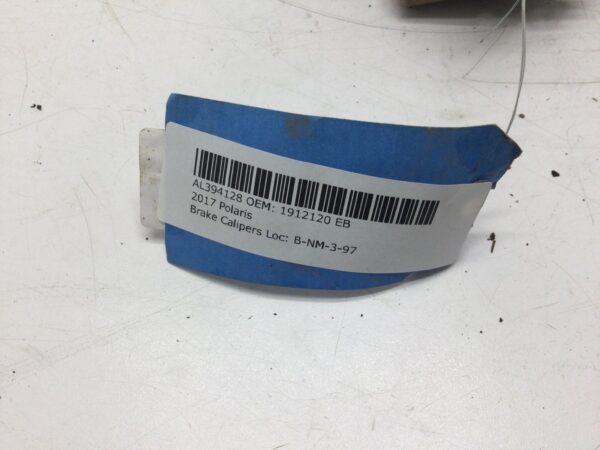 AL394128 OEM: 1912120 EB
2017 Polaris
Brake Calipers Loc: B-NM-3-97